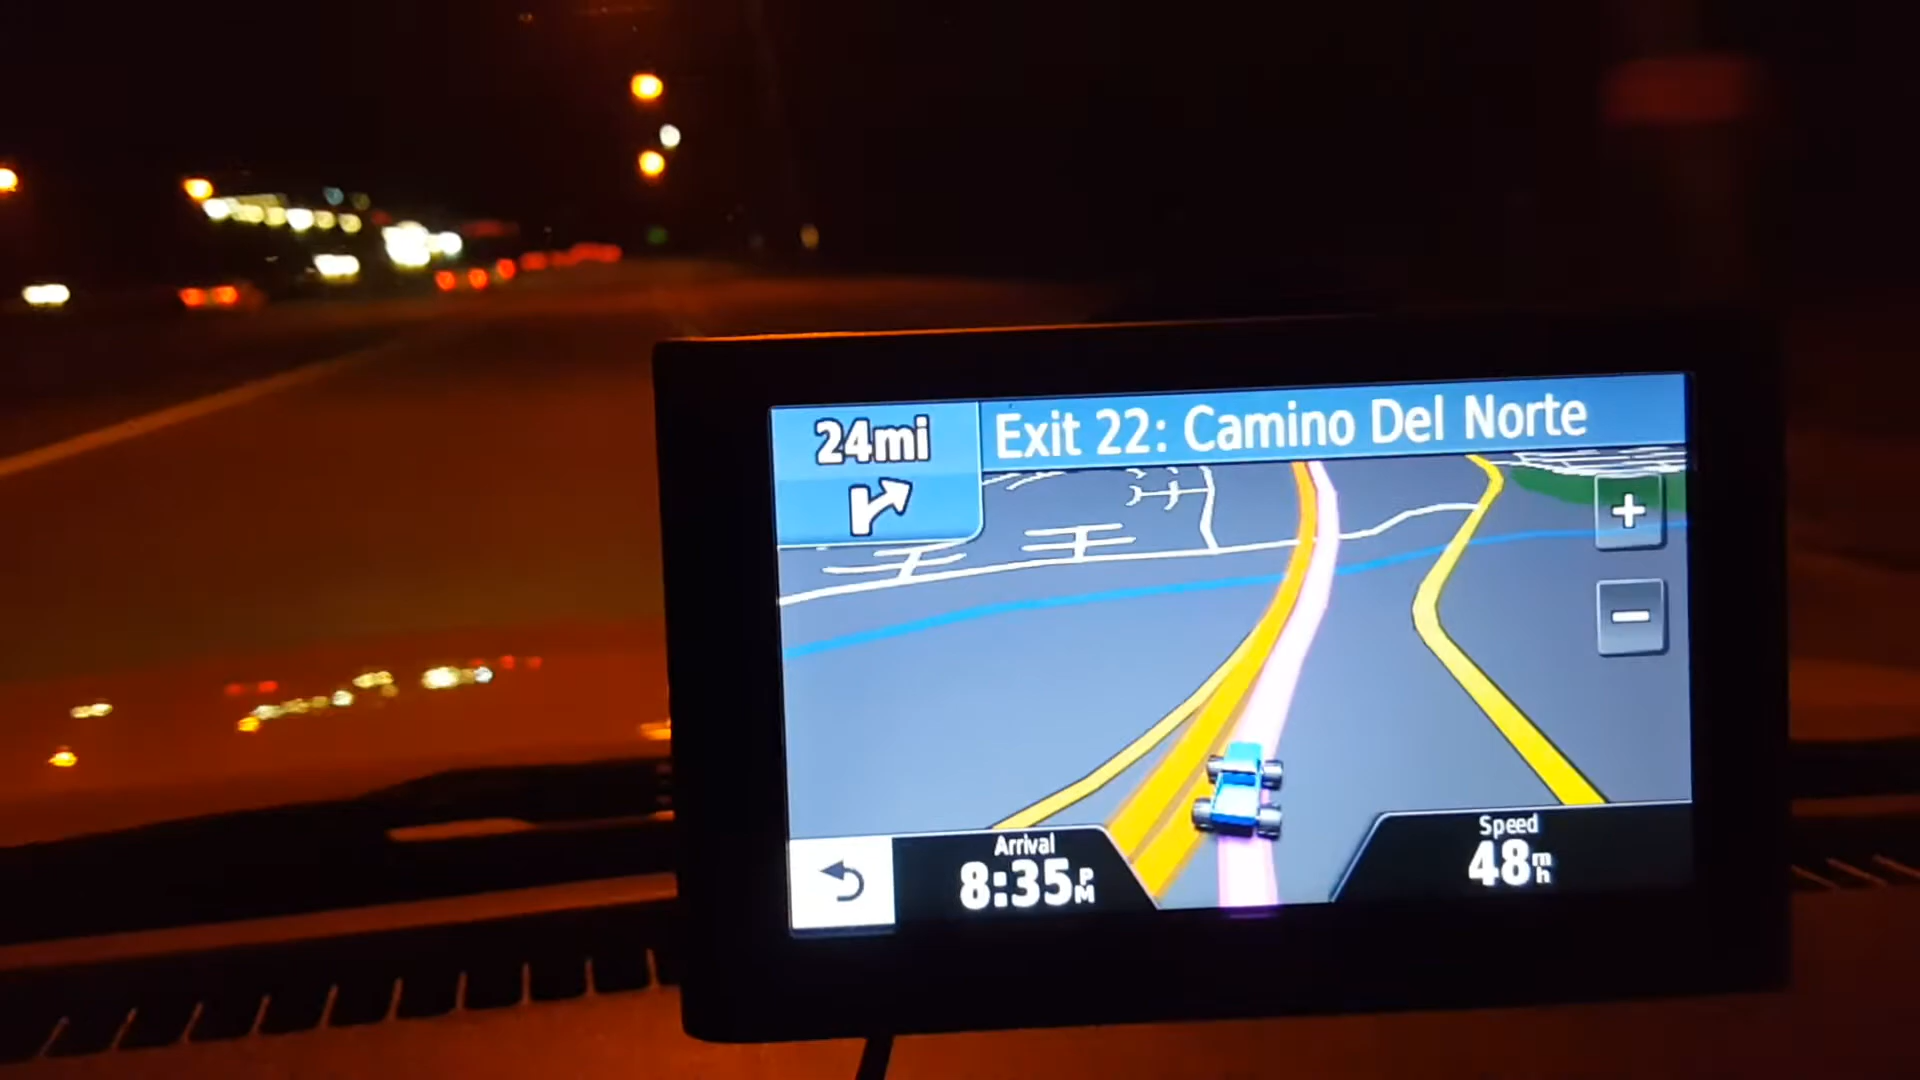 24mi
Exit 22: Camino Del Norte
+
−
Arrival
8:35PM
Speed
48mh